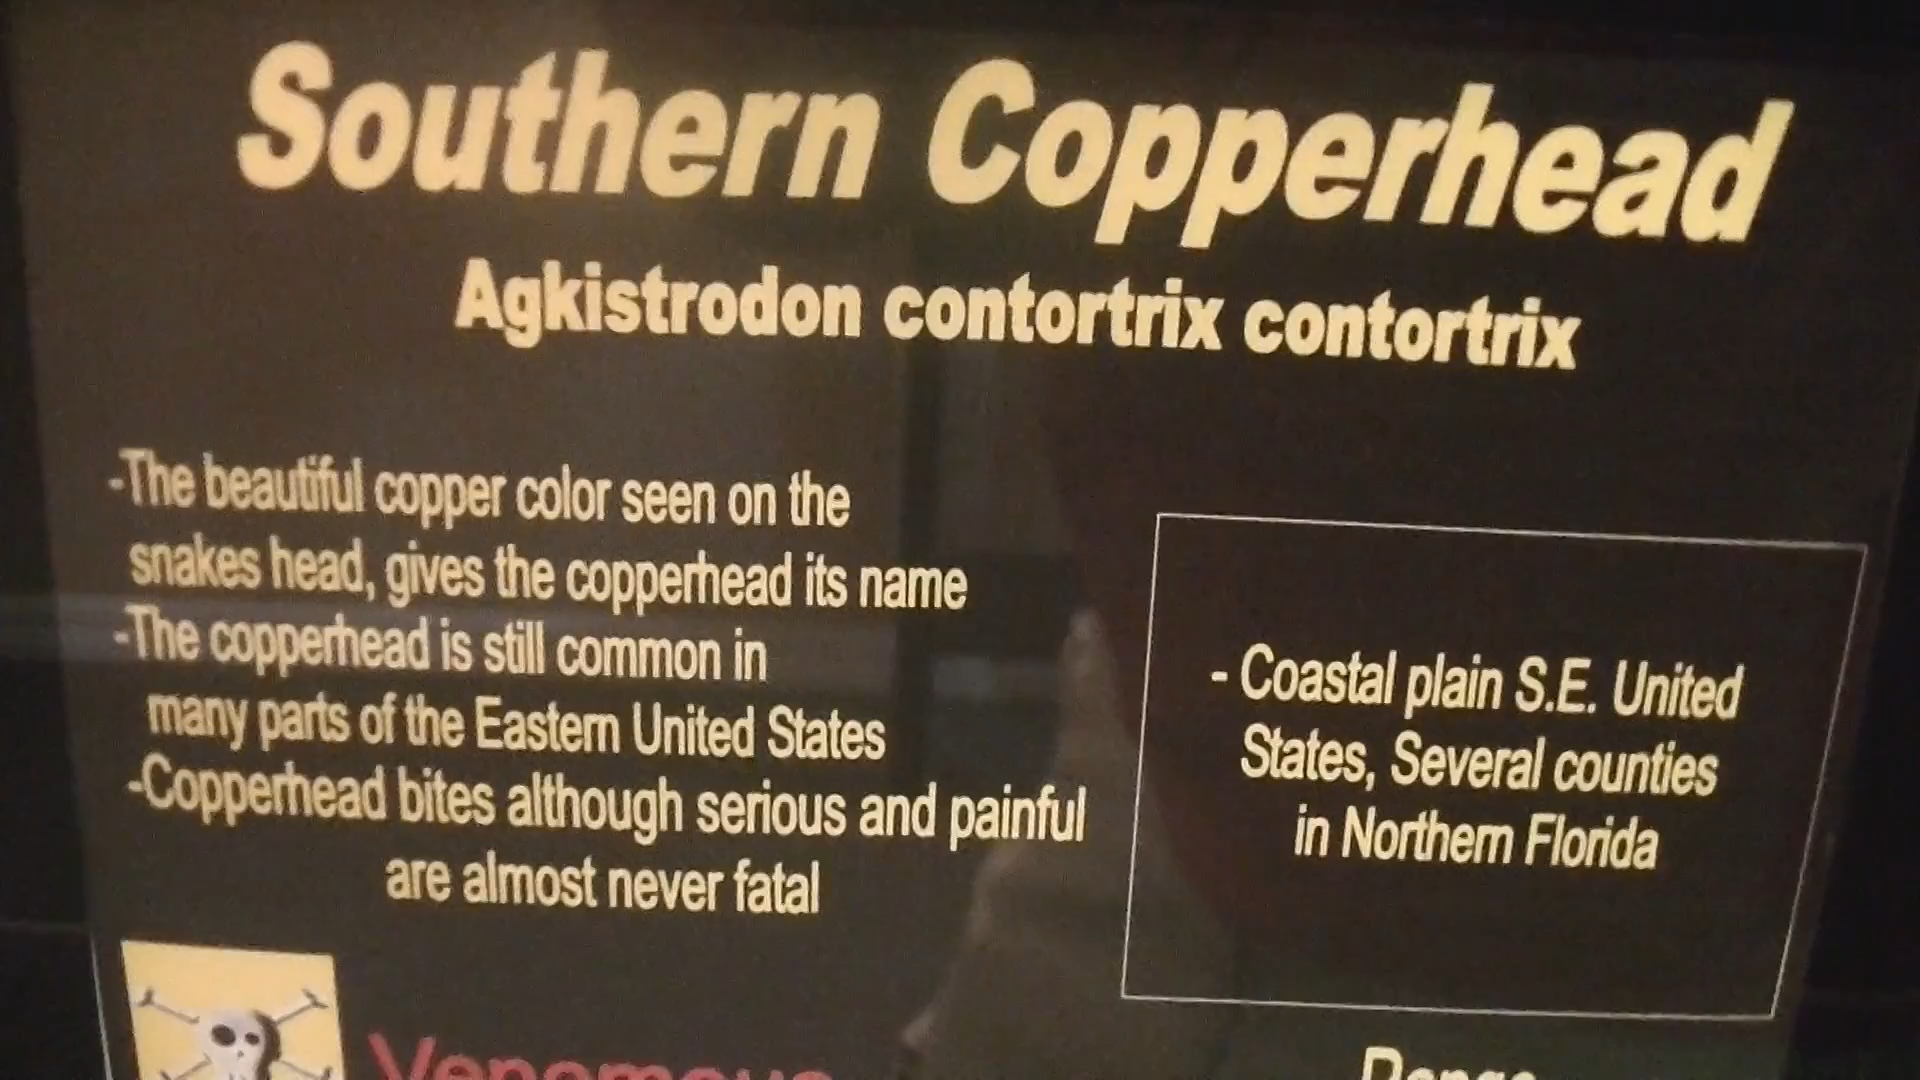 Southern Copperhead
Agkistrodon contortrix contortrix
-The beautiful copper color seen on the
snakes head, gives the copperhead its name
-The copperhead is still common in
many parts of the Eastern United States
-Copperhead bites although serious and painful
are almost never fatal
- Coastal plain S.E. United
States, Several counties
in Northern Florida
Venomous
Range